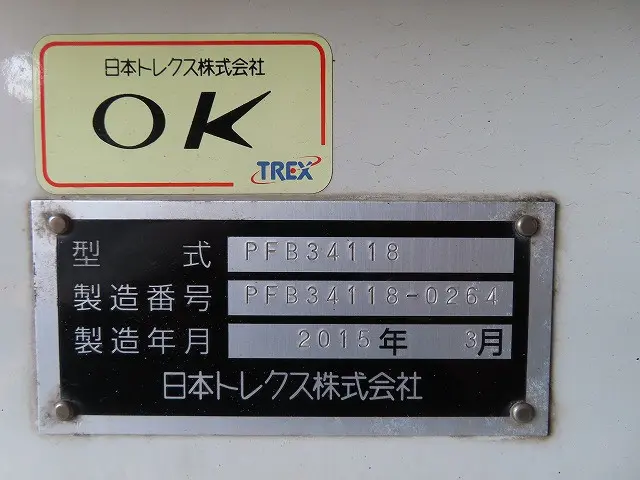 日本トレクス株式会社
OK
TREX
型式 PFB34118
製造番号 PFB34118-0264
製造年月 2015年 3月
日本トレクス株式会社